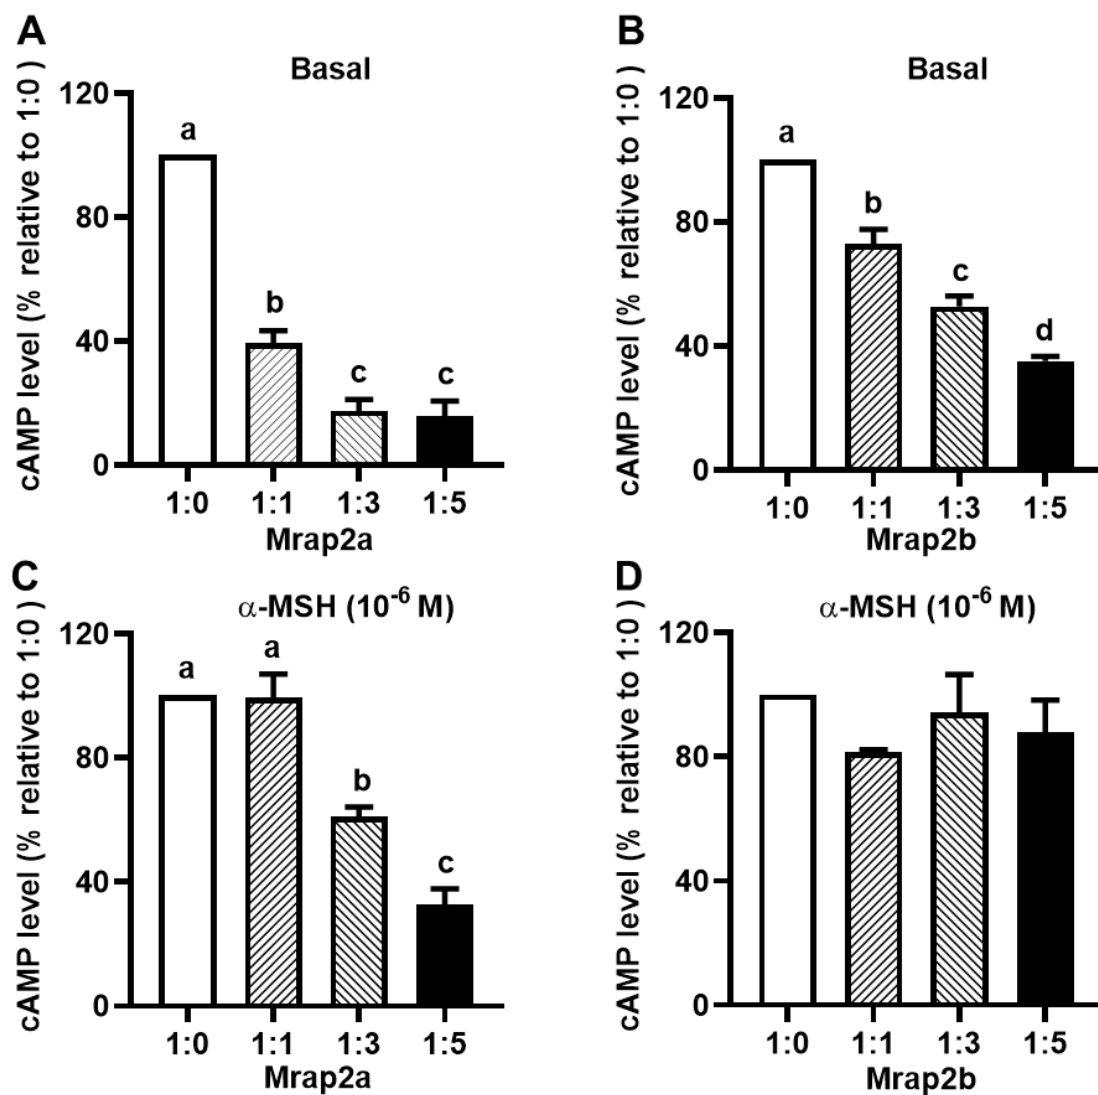 A
Basal
cAMP level (% relative to 1:0 )
120
80
40
0
a
b
c
c
1:0 1:1 1:3 1:5
Mrap2a
B
Basal
cAMP level (% relative to 1:0 )
120
80
40
0
a
b
c
d
1:0 1:1 1:3 1:5
Mrap2b
C
α-MSH (10⁻⁶ M)
cAMP level (% relative to 1:0 )
120
80
40
0
a
a
b
c
1:0 1:1 1:3 1:5
Mrap2a
D
α-MSH (10⁻⁶ M)
cAMP level (% relative to 1:0 )
120
80
40
0
1:0 1:1 1:3 1:5
Mrap2b